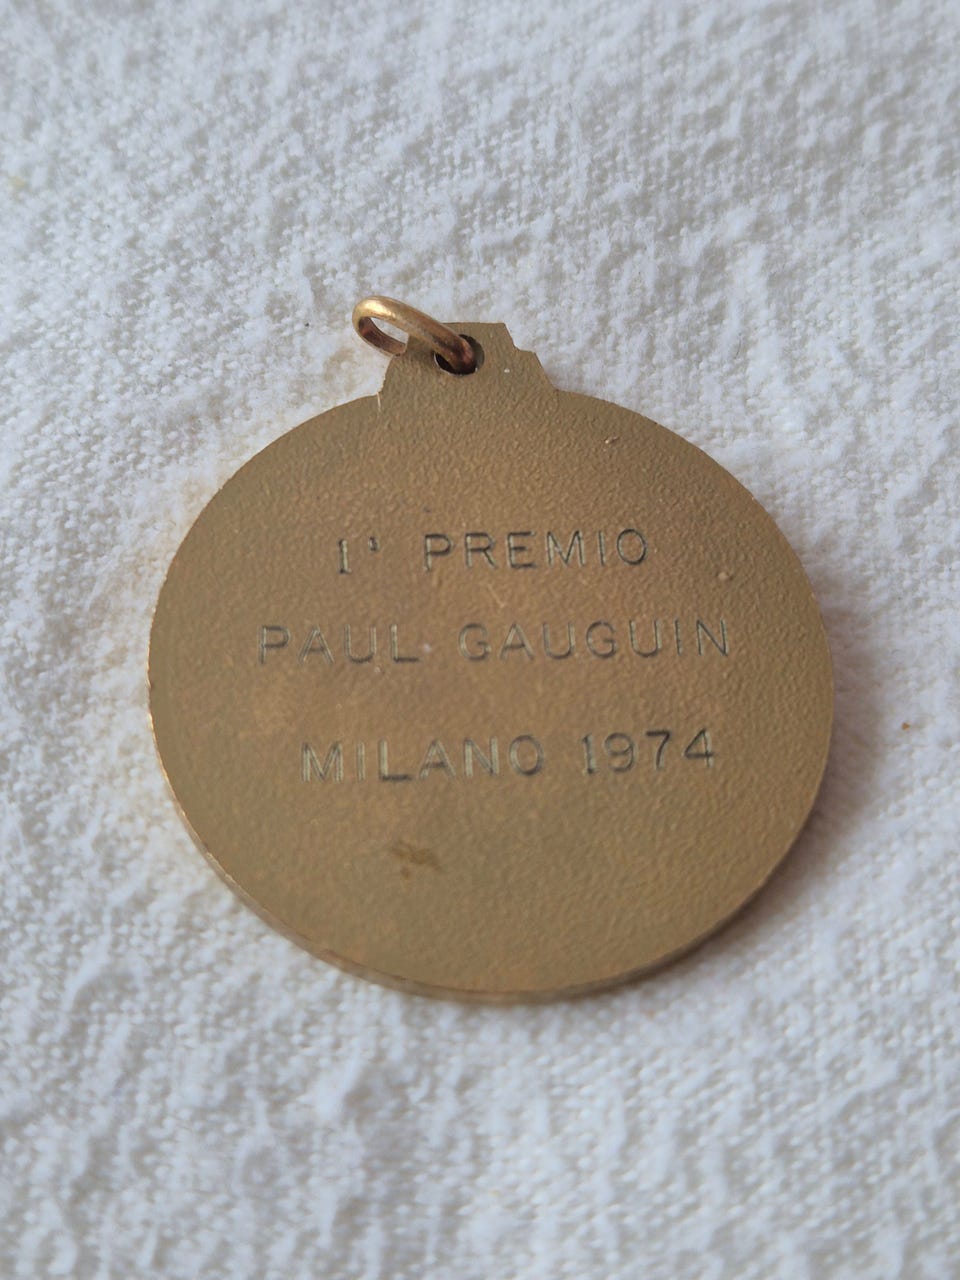 1' PREMIO
PAUL GAUGUIN
MILANO 1974